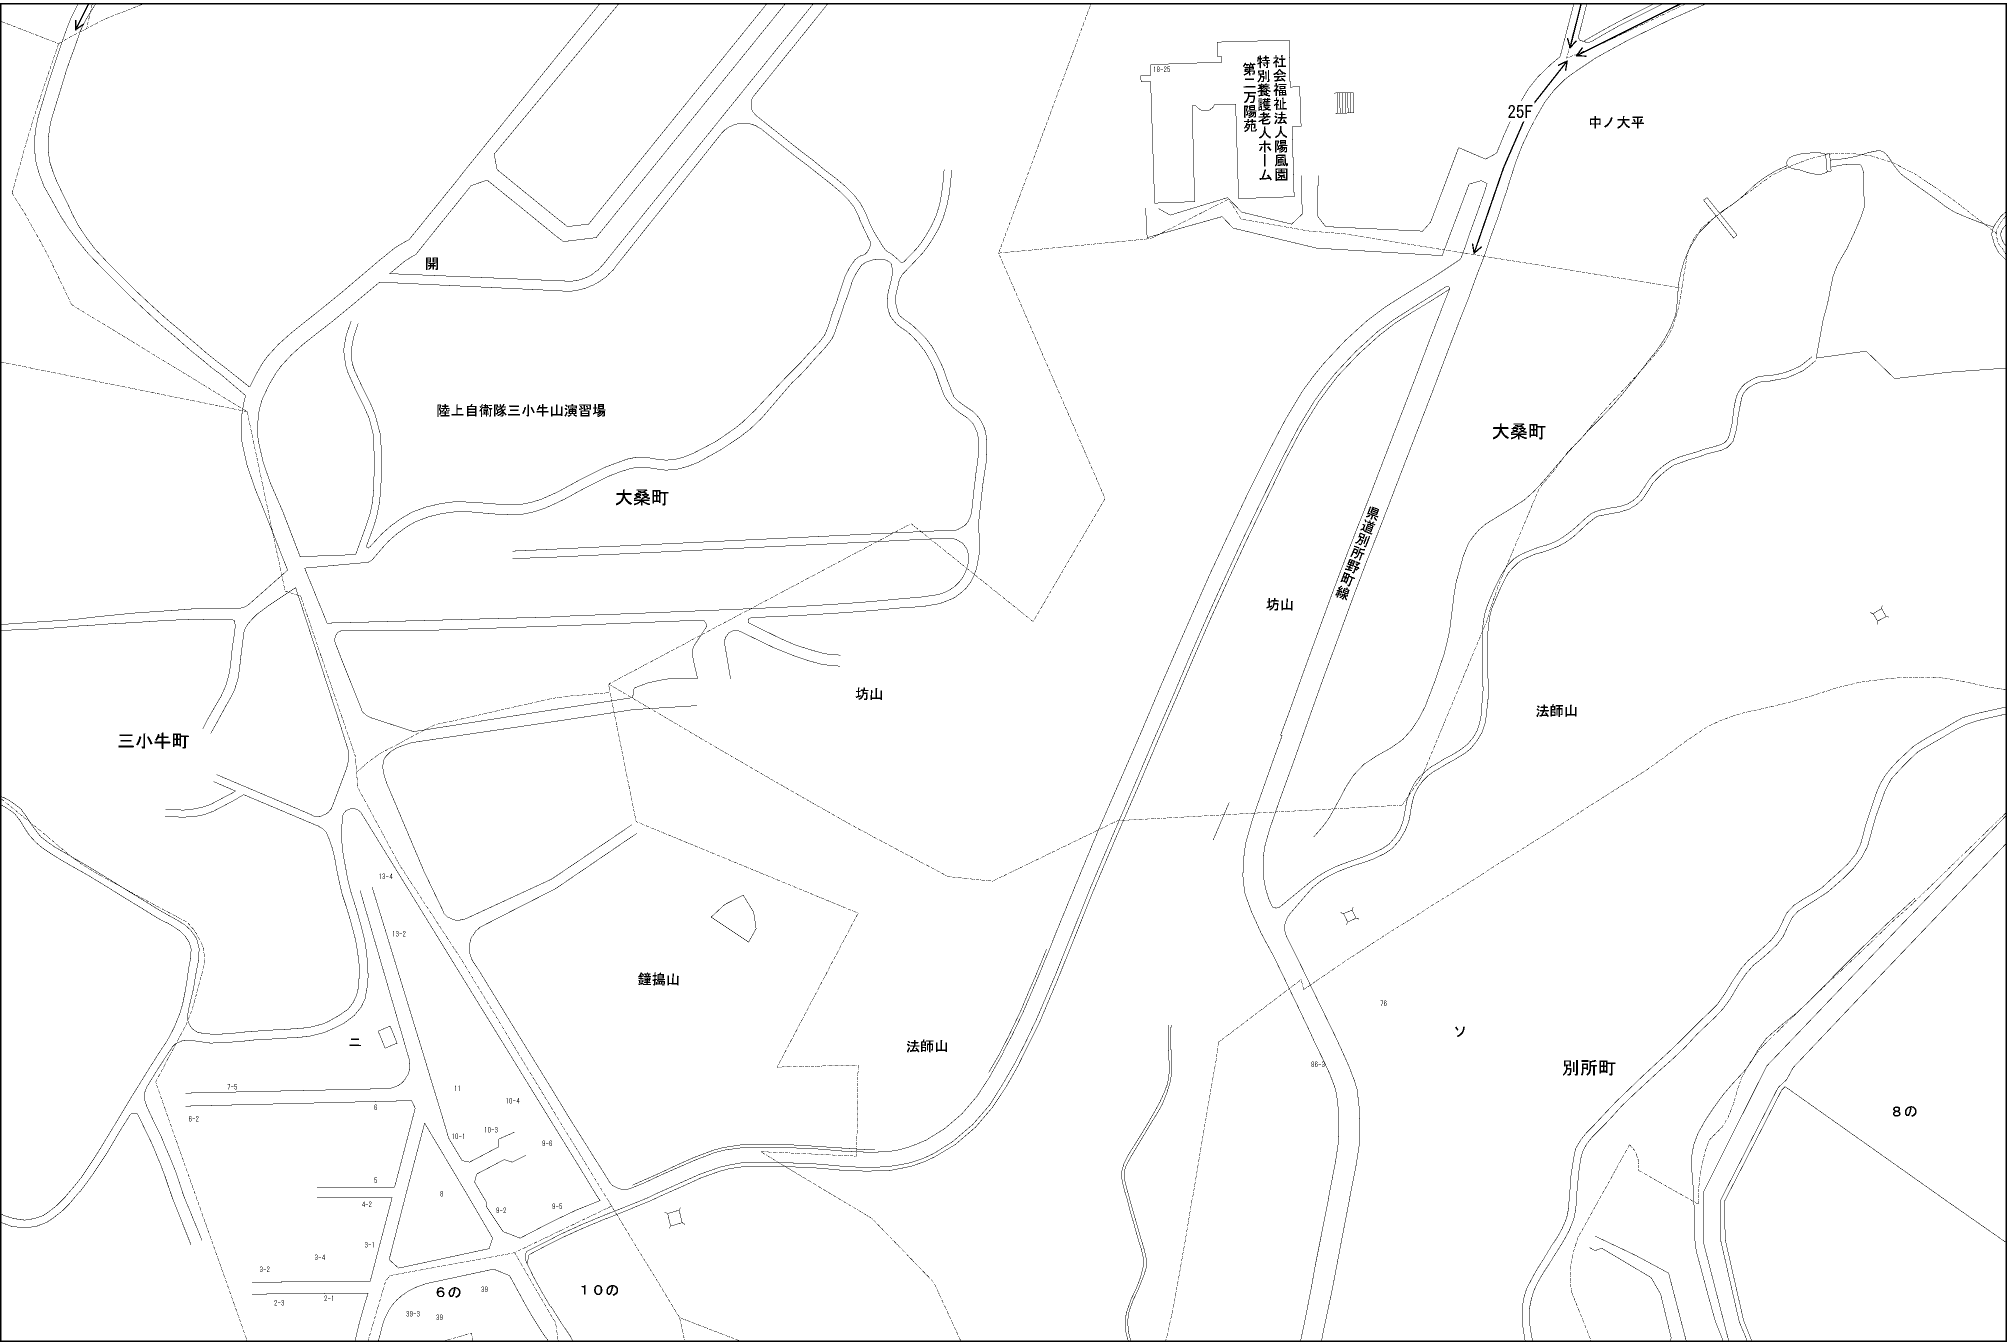 社会福祉法人陽風園
特別養護老人ホーム
第二万陽苑
18-25
25F
中ノ大平
開
陸上自衛隊三小牛山演習場
大桑町
大桑町
県道別所野町線
坊山
坊山
法師山
三小牛町
13-4
13-2
鐘搗山
法師山
76
ソ
86-3
別所町
ニ
8の
7-5
6-2
6
11
10-4
10-1
10-3
9-6
5
4-2
8
9-2
9-5
3-1
3-4
3-2
2-3
2-1
6の
39
10の
39-3
39